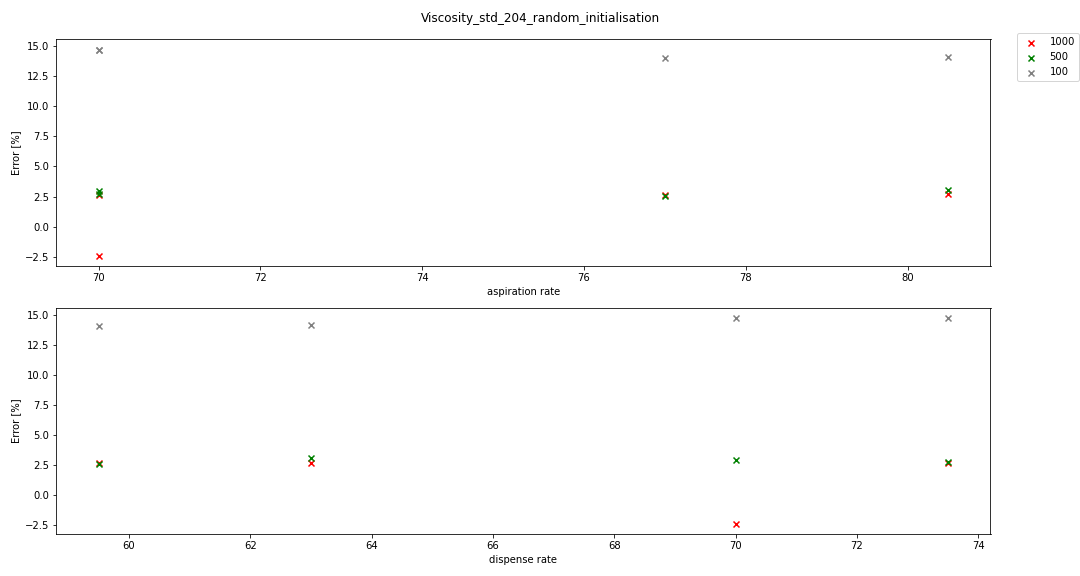 Viscosity_std_204_random_initialisation
1000
500
100
15.0
12.5
10.0
7.5
5.0
2.5
0.0
−2.5
Error [%]
70 72 74 76 78 80
aspiration rate
15.0
12.5
10.0
7.5
5.0
2.5
0.0
−2.5
Error [%]
60 62 64 66 68 70 72 74
dispense rate